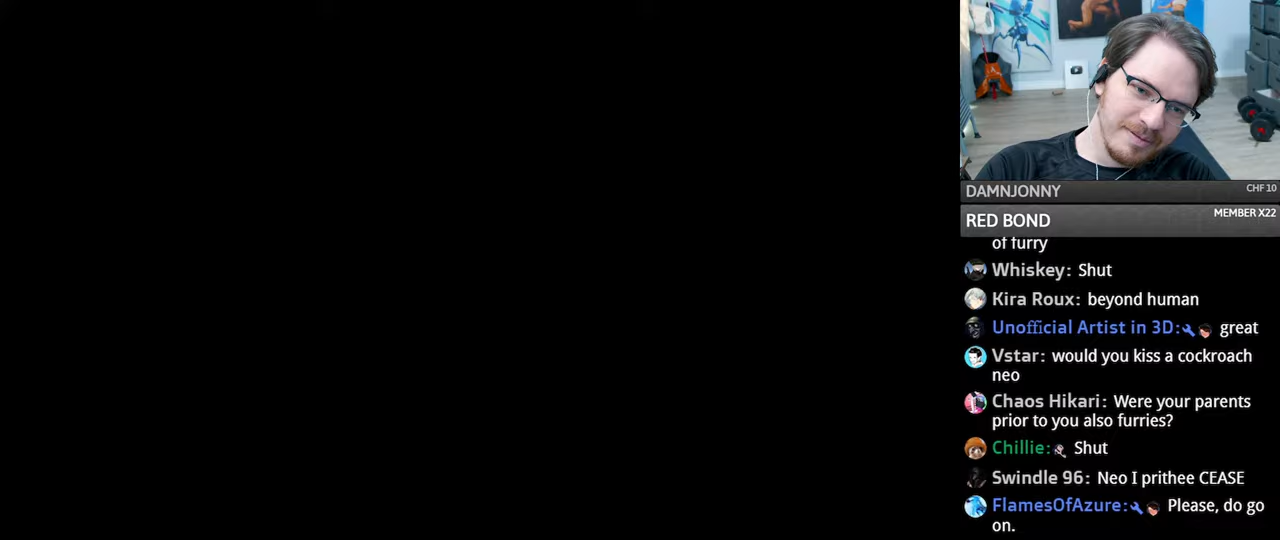 DAMNJONNY CHF 10
RED BOND MEMBER X22
of furry
Whiskey: Shut
Kira Roux: beyond human
Unofficial Artist in 3D: great
Vstar: would you kiss a cockroach
neo
Chaos Hikari: Were your parents
prior to you also furries?
Chillie: Shut
Swindle 96: Neo I prithee CEASE
FlamesOfAzure: Please, do go
on.